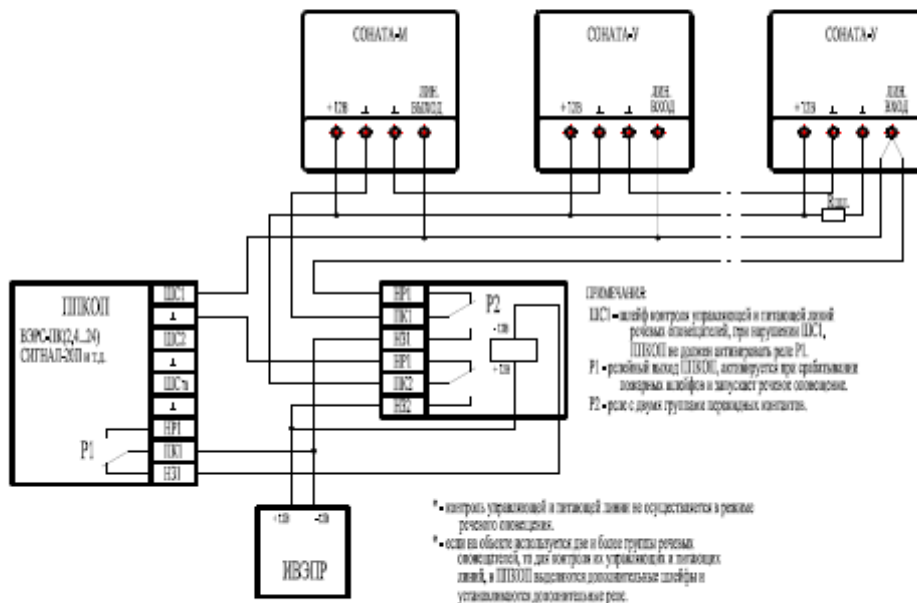 СОНАТА-М
СОНАТА-У
СОНАТА-У
+12В ⊥ ⊥ ЛИН. ВЫХОД
+12В ⊥ ⊥ ЛИН. ВХОД
+12В ⊥ ⊥ ЛИН. ВХОД
ППКОП
ВЭРС-ПК(2,4...24)
СИГНАЛ-20П и т.д.
ШС1
⊥
ШС2
⊥
ШСn
⊥
НР1
ПК1
НЗ1
Р1
НР1
ПК1
НЗ1
НР1
ПК2
НЗ2
Р2
-12В
+12В
+12В -12В
ИВЭПР
ПРИМЕЧАНИЯ:
ШС1 - шлейф контроля управляющей и питающей линий
речевых оповещателей, при нарушении ШС1,
ППКОП не должен активировать реле Р1.
Р1 - релейный выход ППКОП, активируется при срабатывании
пожарных шлейфов и запускает речевое оповещение.
Р2 - реле с двумя группами перекидных контактов.
* - контроль управляющей и питающей линии не осуществляется в режиме
речевого оповещения.
* - если на объекте используется две и более группы речевых
оповещателей, то для контроля их управляющих и питающих
линий, в ППКОП выделяются дополнительные шлейфы и
устанавливаются дополнительные реле.